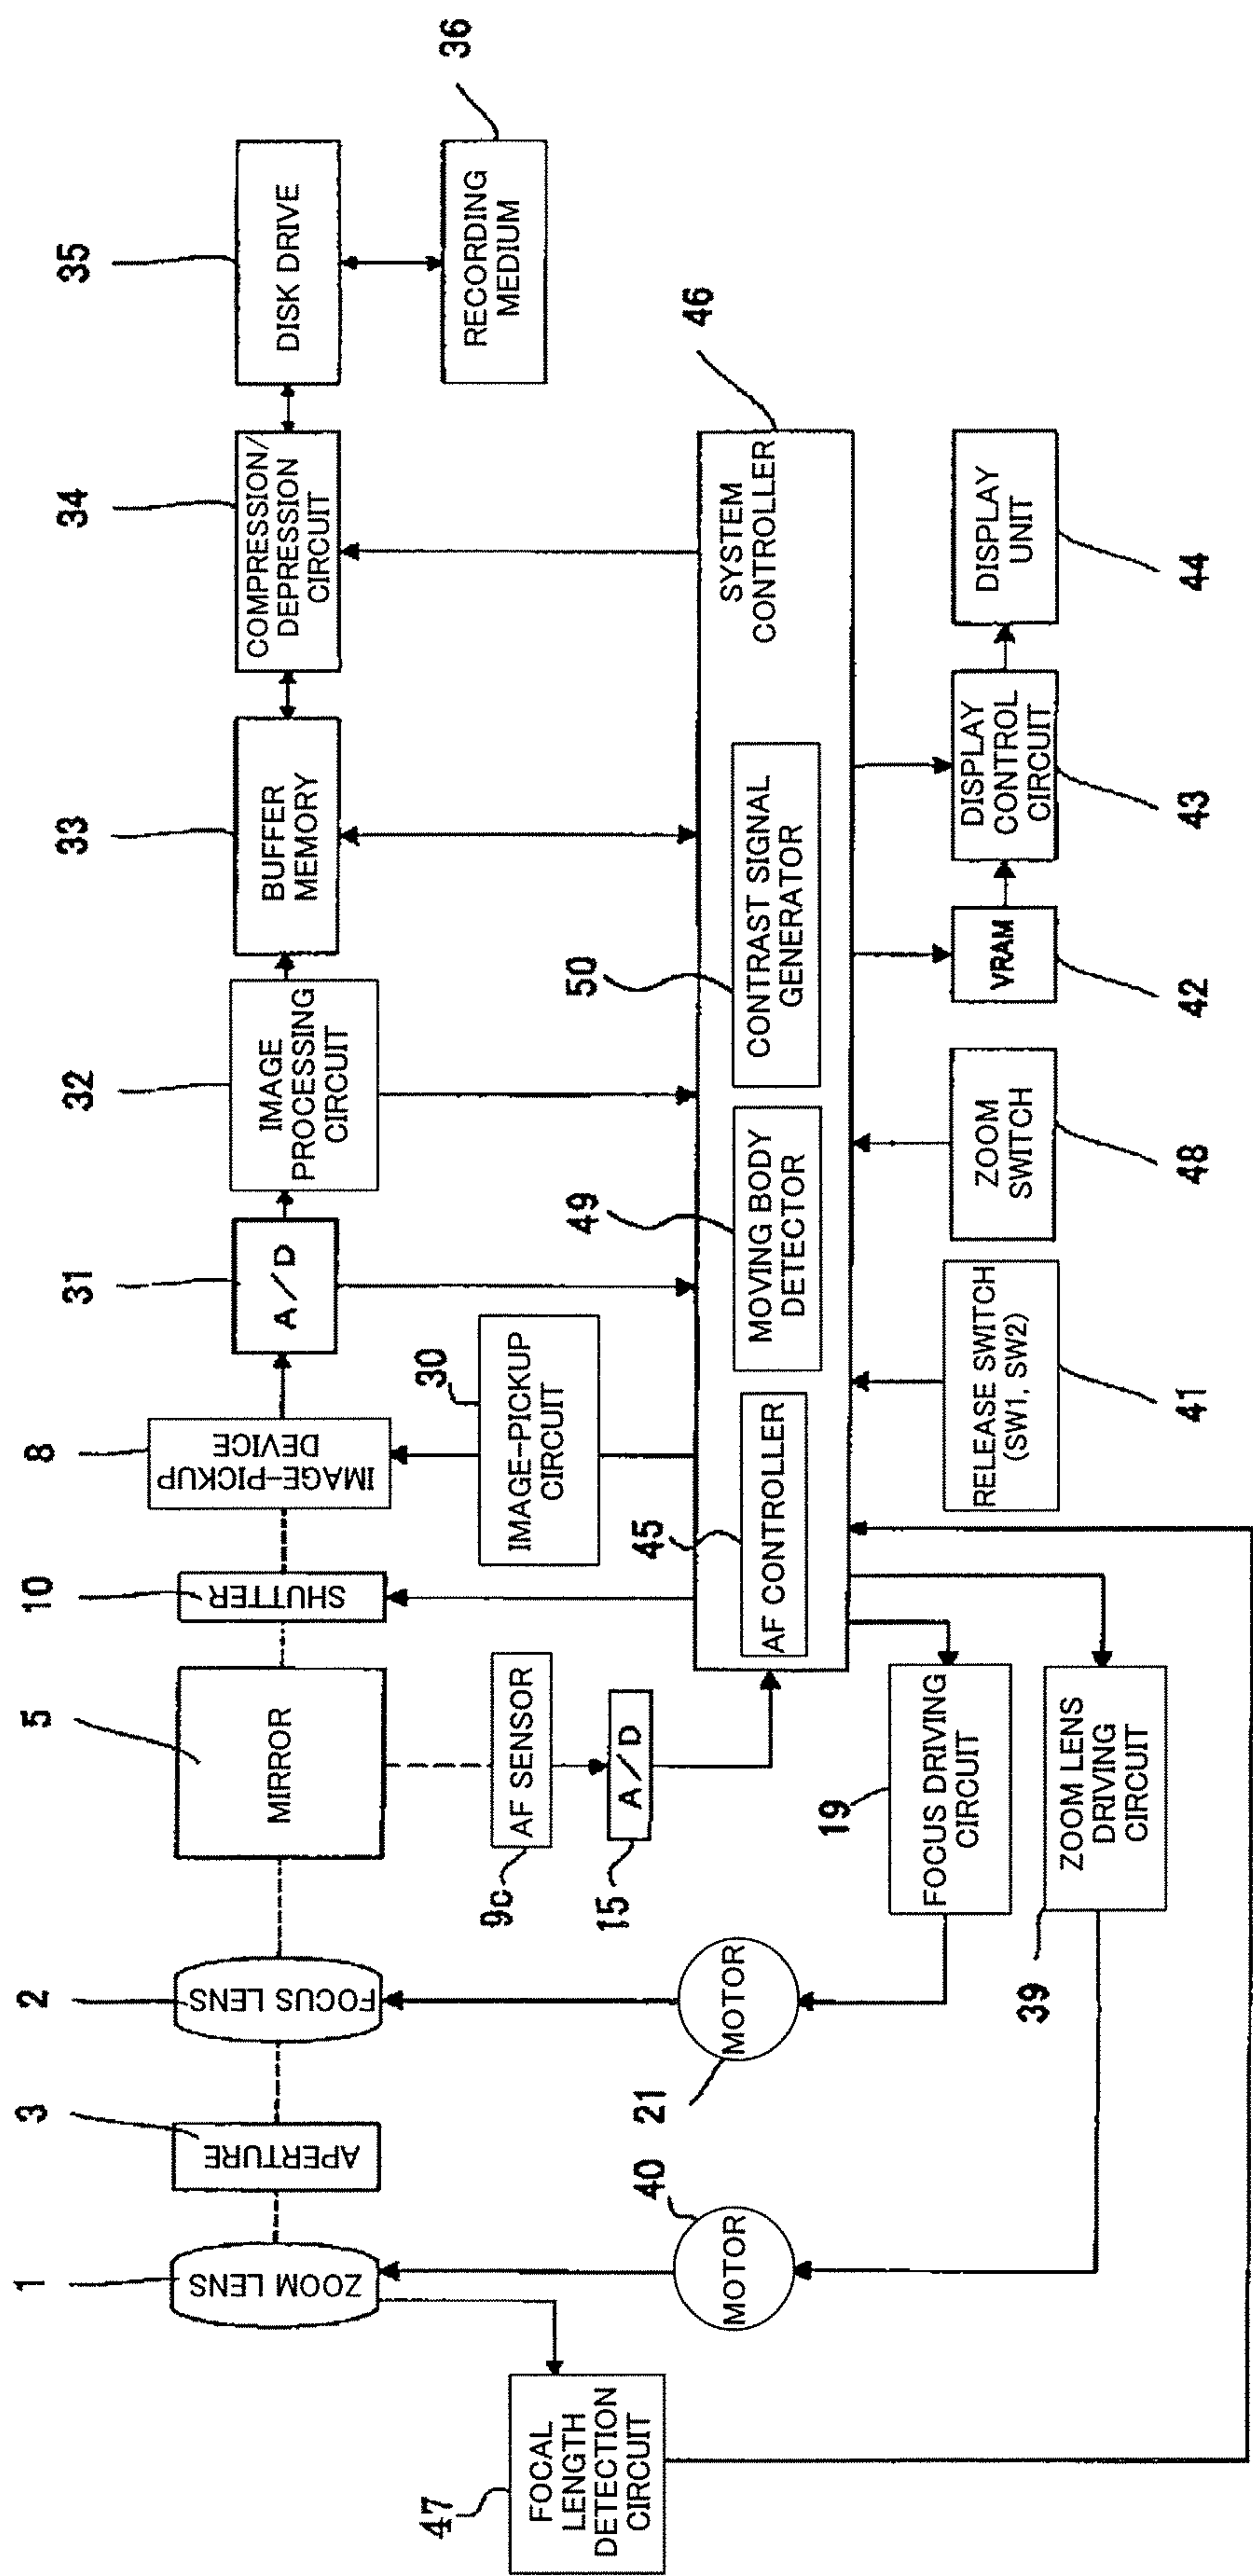 1
3
2
5
10
8
31
32
33
34
35
ZOOM LENS
APERTURE
FOCUS LENS
MIRROR
SHUTTER
IMAGE-PICKUP
DEVICE
A/D
IMAGE
PROCESSING
CIRCUIT
BUFFER
MEMORY
COMPRESSION/
DEPRESSION
CIRCUIT
DISK DRIVE
36
RECORDING
MEDIUM
47
FOCAL
LENGTH
DETECTION
CIRCUIT
9c
AF SENSOR
15
A/D
30
IMAGE-PICKUP
CIRCUIT
40
MOTOR
21
MOTOR
46
SYSTEM
CONTROLLER
45
AF CONTROLLER
49
MOVING BODY
DETECTOR
50
CONTRAST SIGNAL
GENERATOR
19
FOCUS DRIVING
CIRCUIT
39
ZOOM LENS
DRIVING
CIRCUIT
RELEASE SWITCH
(SW1, SW2)
41
ZOOM
SWITCH
48
VRAM
42
DISPLAY
CONTROL
CIRCUIT
43
DISPLAY
UNIT
44